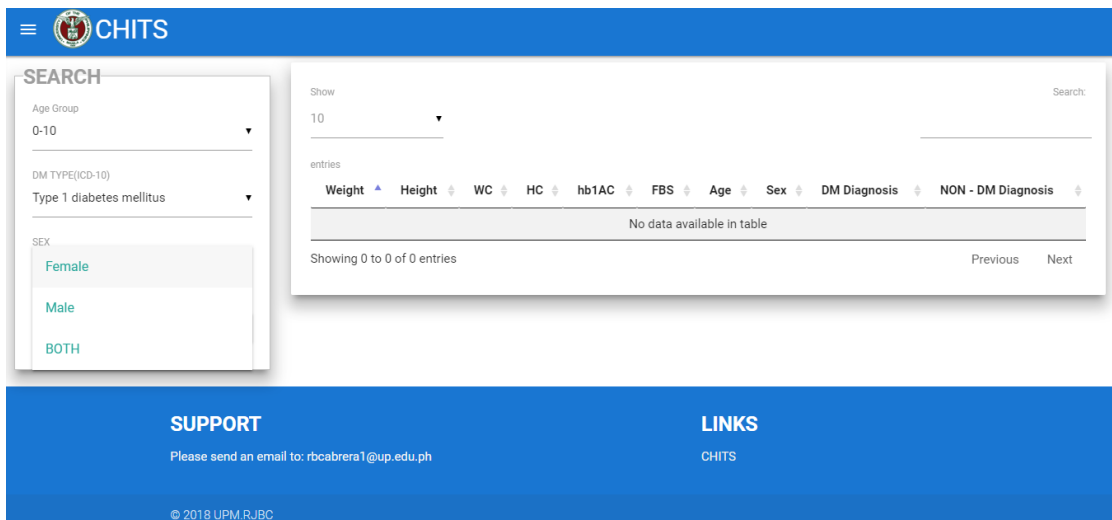 CHITS
SEARCH
Age Group
0-10
DM TYPE(ICD-10)
Type 1 diabetes mellitus
SEX
Female
Male
BOTH
Show
10
entries
Search:
Weight Height WC HC hb1AC FBS Age Sex DM Diagnosis NON - DM Diagnosis
No data available in table
Showing 0 to 0 of 0 entries
Previous Next
SUPPORT
Please send an email to: rbcabrera1@up.edu.ph
LINKS
CHITS
© 2018 UPM.RJBC